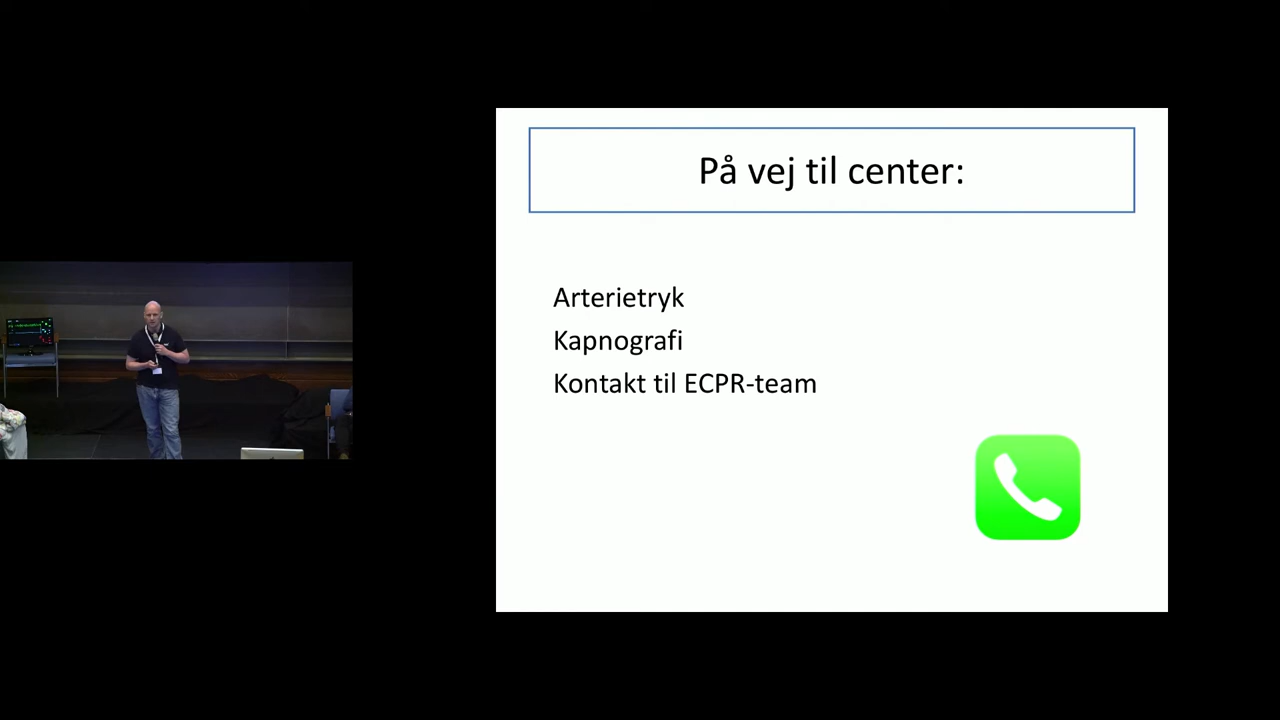 På vej til center:
Arterietryk
Kapnografi
Kontakt til ECPR-team